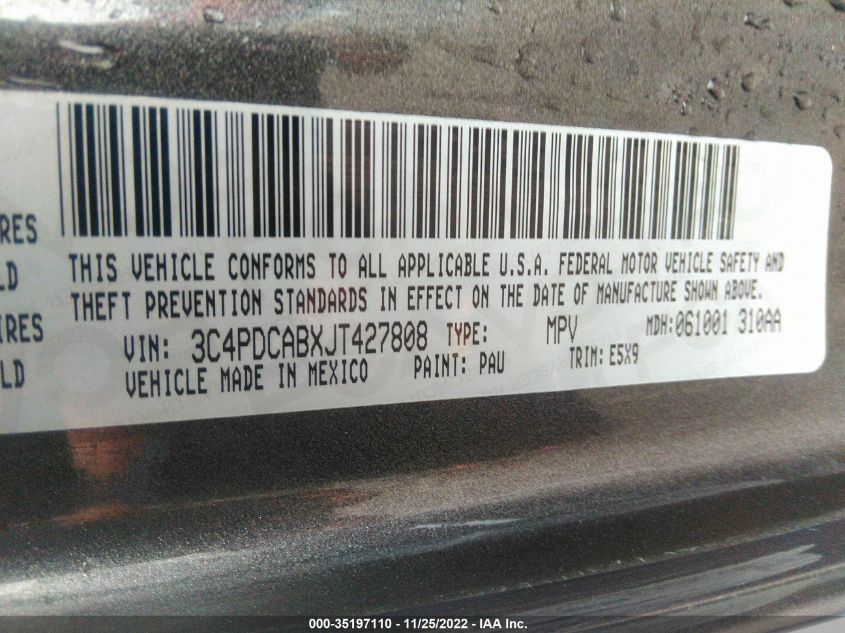 RES
LD
IRES
LD
THIS VEHICLE CONFORMS TO ALL APPLICABLE U.S.A. FEDERAL MOTOR VEHICLE SAFETY AND
THEFT PREVENTION STANDARDS IN EFFECT ON THE DATE OF MANUFACTURE SHOWN ABOVE.
VIN: 3C4PDCABXJT427808 TYPE: MPV MDH:061001 310AA
VEHICLE MADE IN MEXICO PAINT: PAU TRIM: E5X9
000-35197110 - 11/25/2022 - IAA Inc.